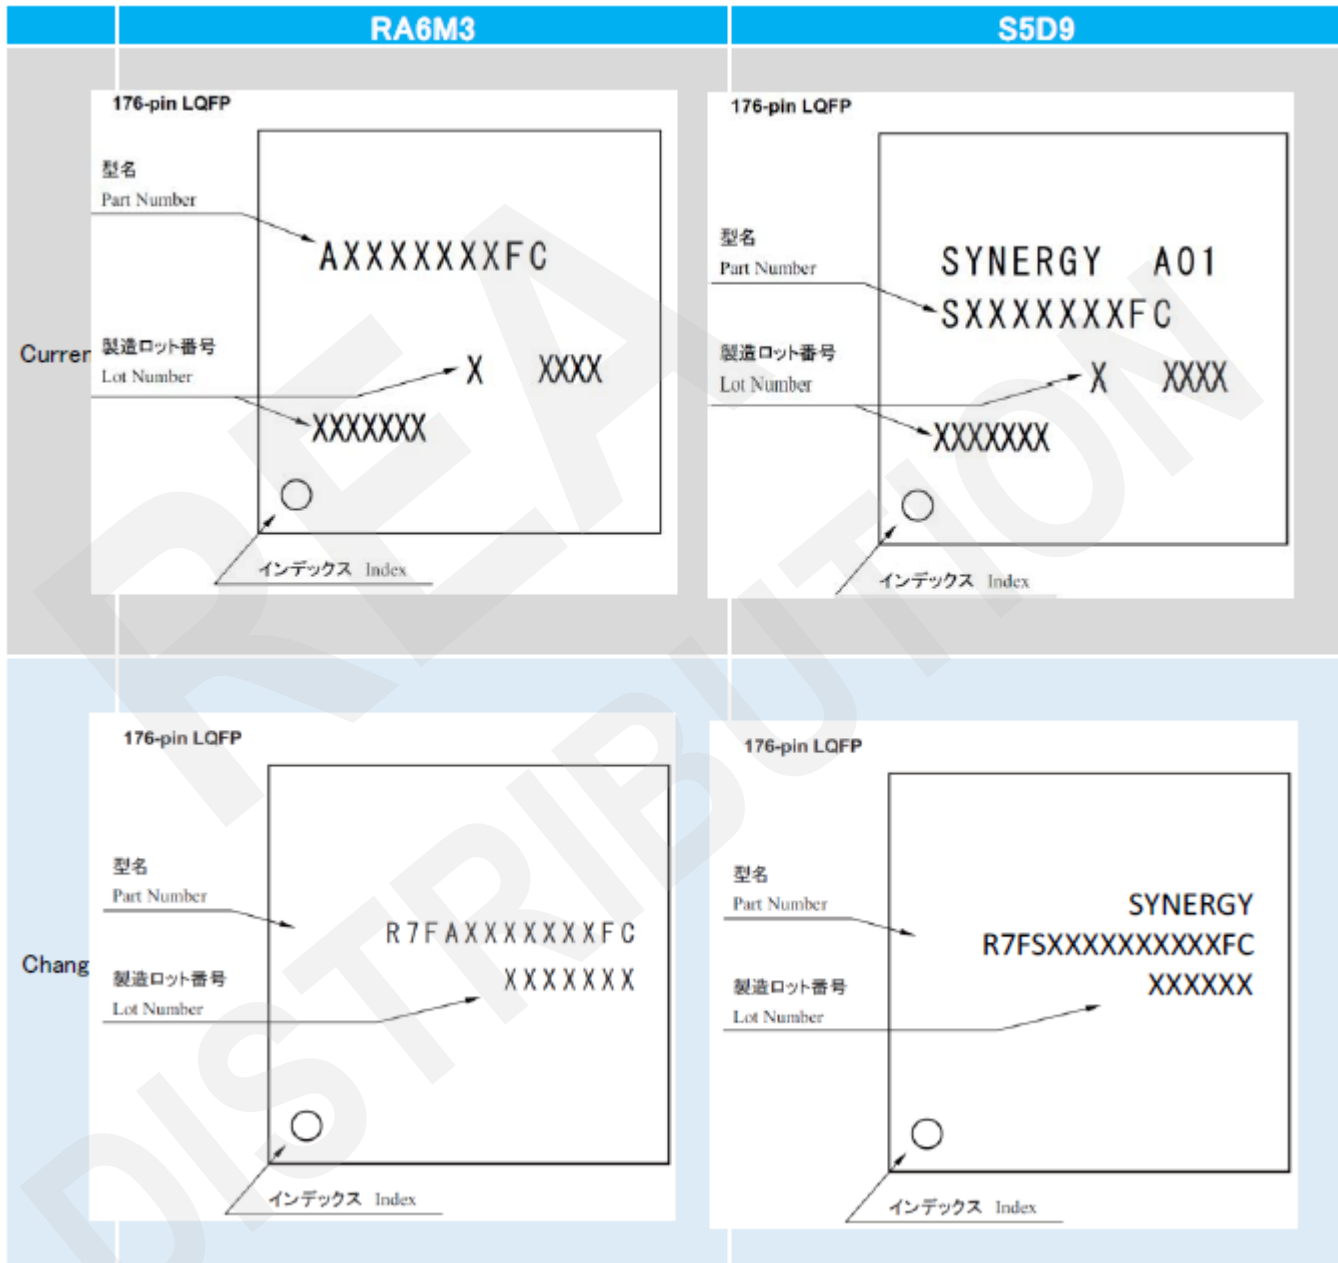 RA6M3
S5D9
Curren
176-pin LQFP
型名
Part Number
AXXXXXXXFC
製造ロット番号
Lot Number
X XXXX
XXXXXXX
インデックス Index
176-pin LQFP
型名
Part Number
SYNERGY A01
SXXXXXXXFC
製造ロット番号
Lot Number
X XXXX
XXXXXXX
インデックス Index
Chang
176-pin LQFP
型名
Part Number
R7FAXXXXXXXFC
製造ロット番号
Lot Number
XXXXXXX
インデックス Index
176-pin LQFP
型名
Part Number
SYNERGY
R7FSXXXXXXXXXXFC
製造ロット番号
Lot Number
XXXXXX
インデックス Index
REA
DISTRIBUTION